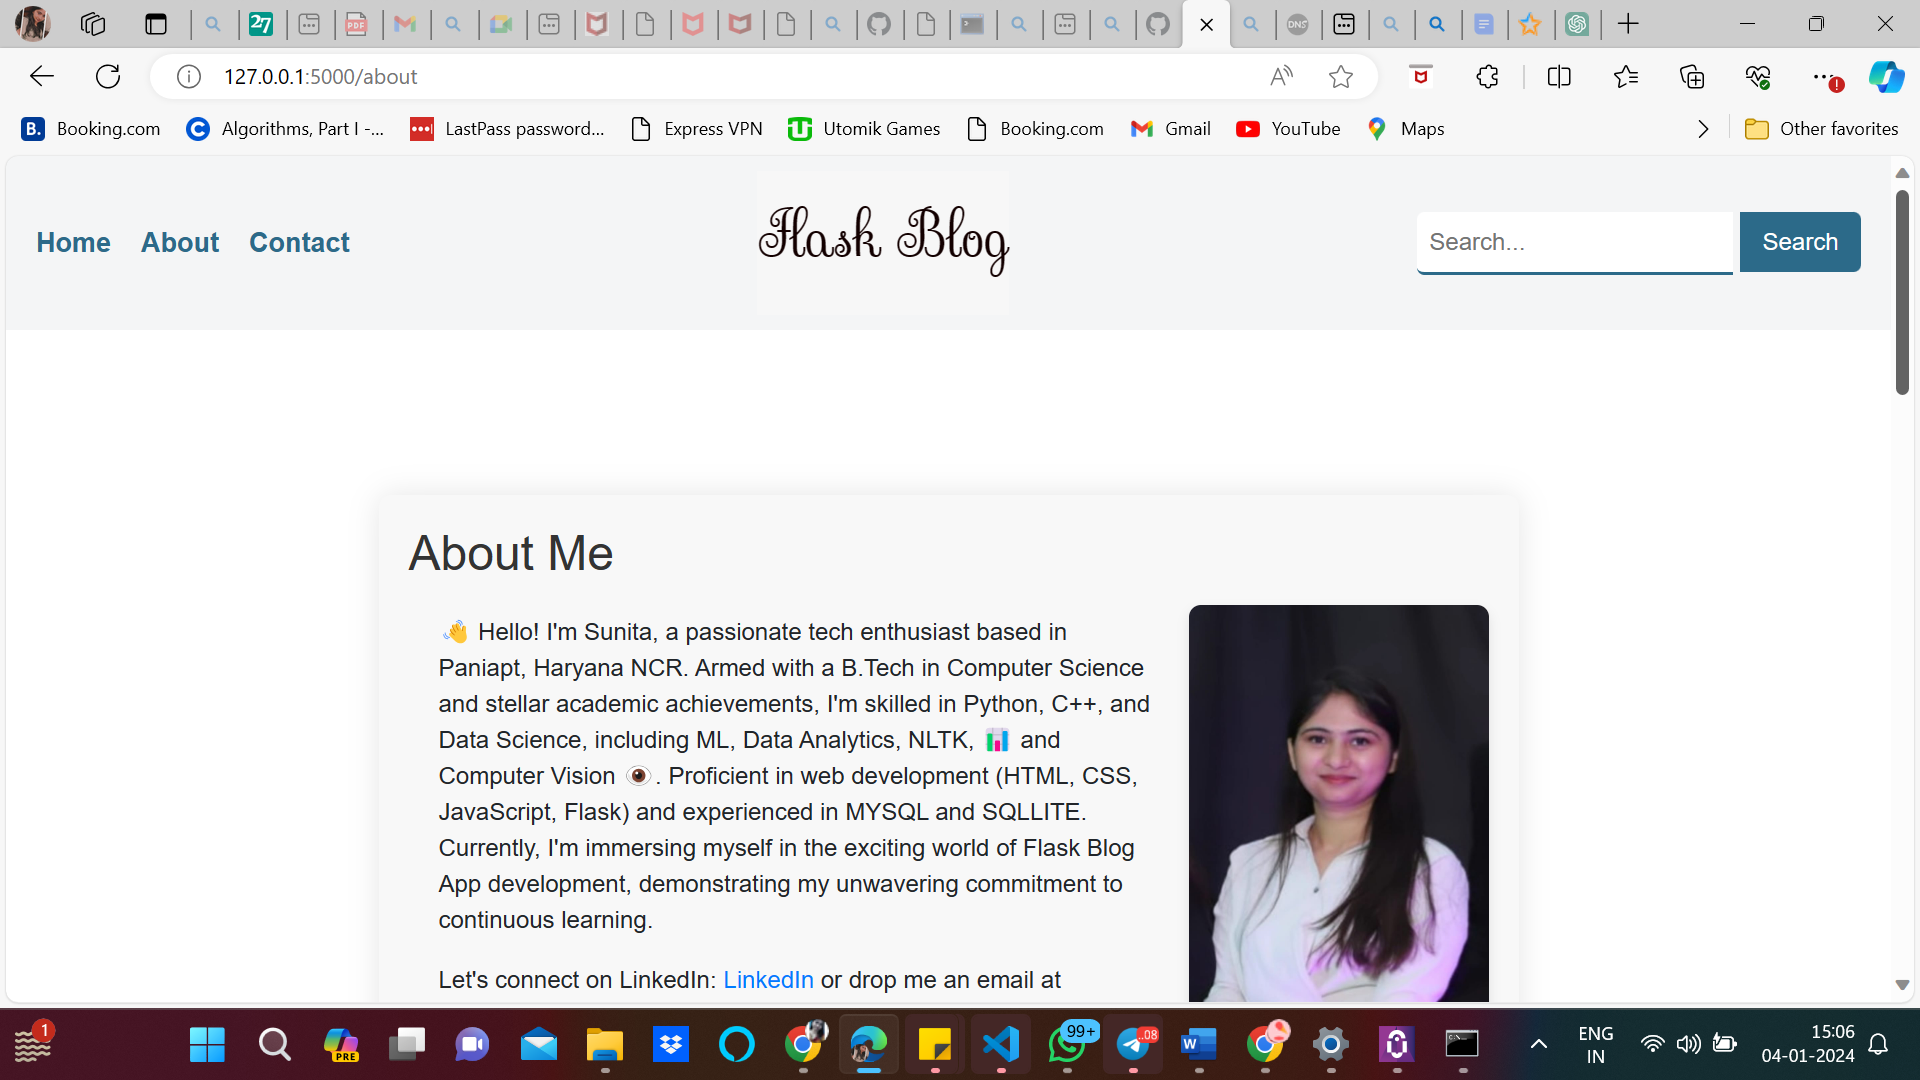 27
PDF
DNS
127.0.0.1:5000/about
Booking.com
Algorithms, Part I -...
LastPass password...
Express VPN
Utomik Games
Booking.com
Gmail
YouTube
Maps
Other favorites
Home
About
Contact
Flask Blog
Search...
Search
About Me
👋 Hello! I'm Sunita, a passionate tech enthusiast based in
Paniapt, Haryana NCR. Armed with a B.Tech in Computer Science
and stellar academic achievements, I'm skilled in Python, C++, and
Data Science, including ML, Data Analytics, NLTK, 📊 and
Computer Vision 👁️. Proficient in web development (HTML, CSS,
JavaScript, Flask) and experienced in MYSQL and SQLLITE.
Currently, I'm immersing myself in the exciting world of Flask Blog
App development, demonstrating my unwavering commitment to
continuous learning.
Let's connect on LinkedIn: LinkedIn or drop me an email at
1
PRE
99+
..08
ENG
IN
15:06
04-01-2024